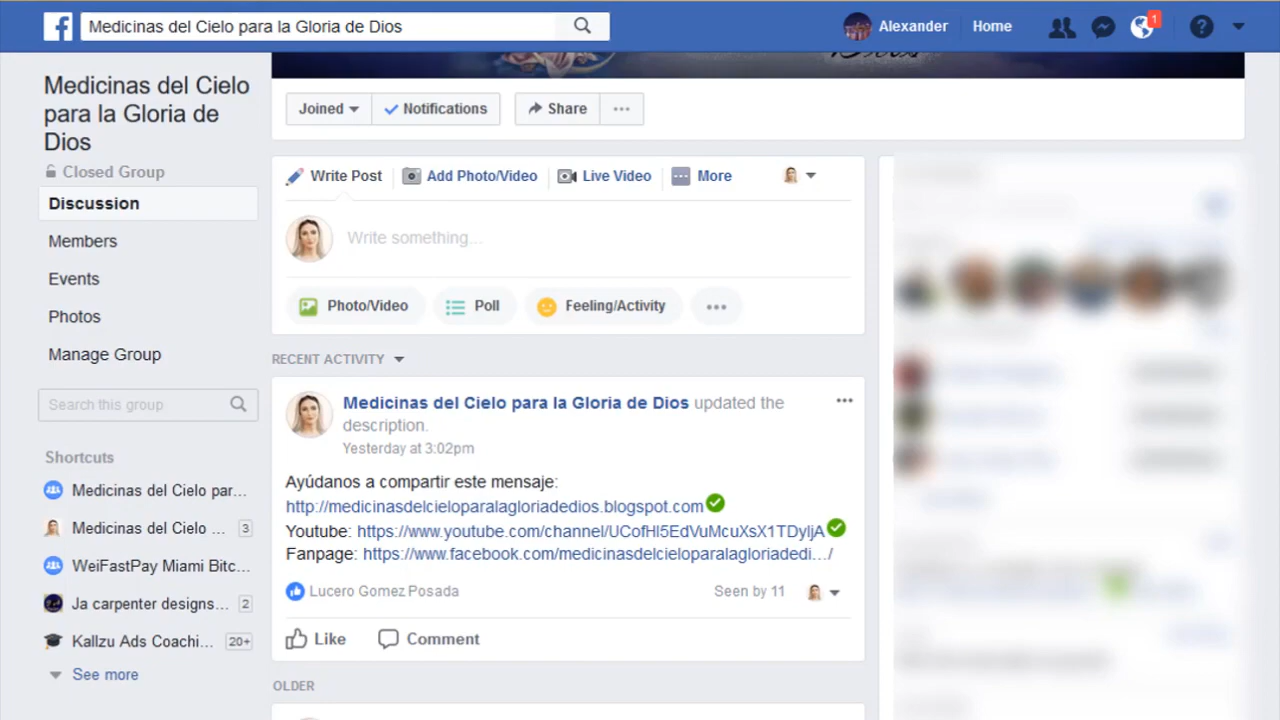 Medicinas del Cielo para la Gloria de Dios
Alexander
Home
1
Medicinas del Cielo
para la Gloria de
Dios
Closed Group
Discussion
Members
Events
Photos
Manage Group
Search this group
Shortcuts
Medicinas del Cielo par...
Medicinas del Cielo ... 3
WeiFastPay Miami Bitc...
Ja carpenter designs... 2
Kallzu Ads Coachi... 20+
See more
Joined
Notifications
Share
Write Post
Add Photo/Video
Live Video
More
Write something...
Photo/Video
Poll
Feeling/Activity
RECENT ACTIVITY
Medicinas del Cielo para la Gloria de Dios updated the
description.
Yesterday at 3:02pm
Ayúdanos a compartir este mensaje:
http://medicinasdelcieloparalagloriadedios.blogspot.com
Youtube: https://www.youtube.com/channel/UCofHl5EdVuMcuXsX1TDyljA
Fanpage: https://www.facebook.com/medicinasdelcieloparalagloriadedi.../
Lucero Gomez Posada
Seen by 11
Like
Comment
OLDER